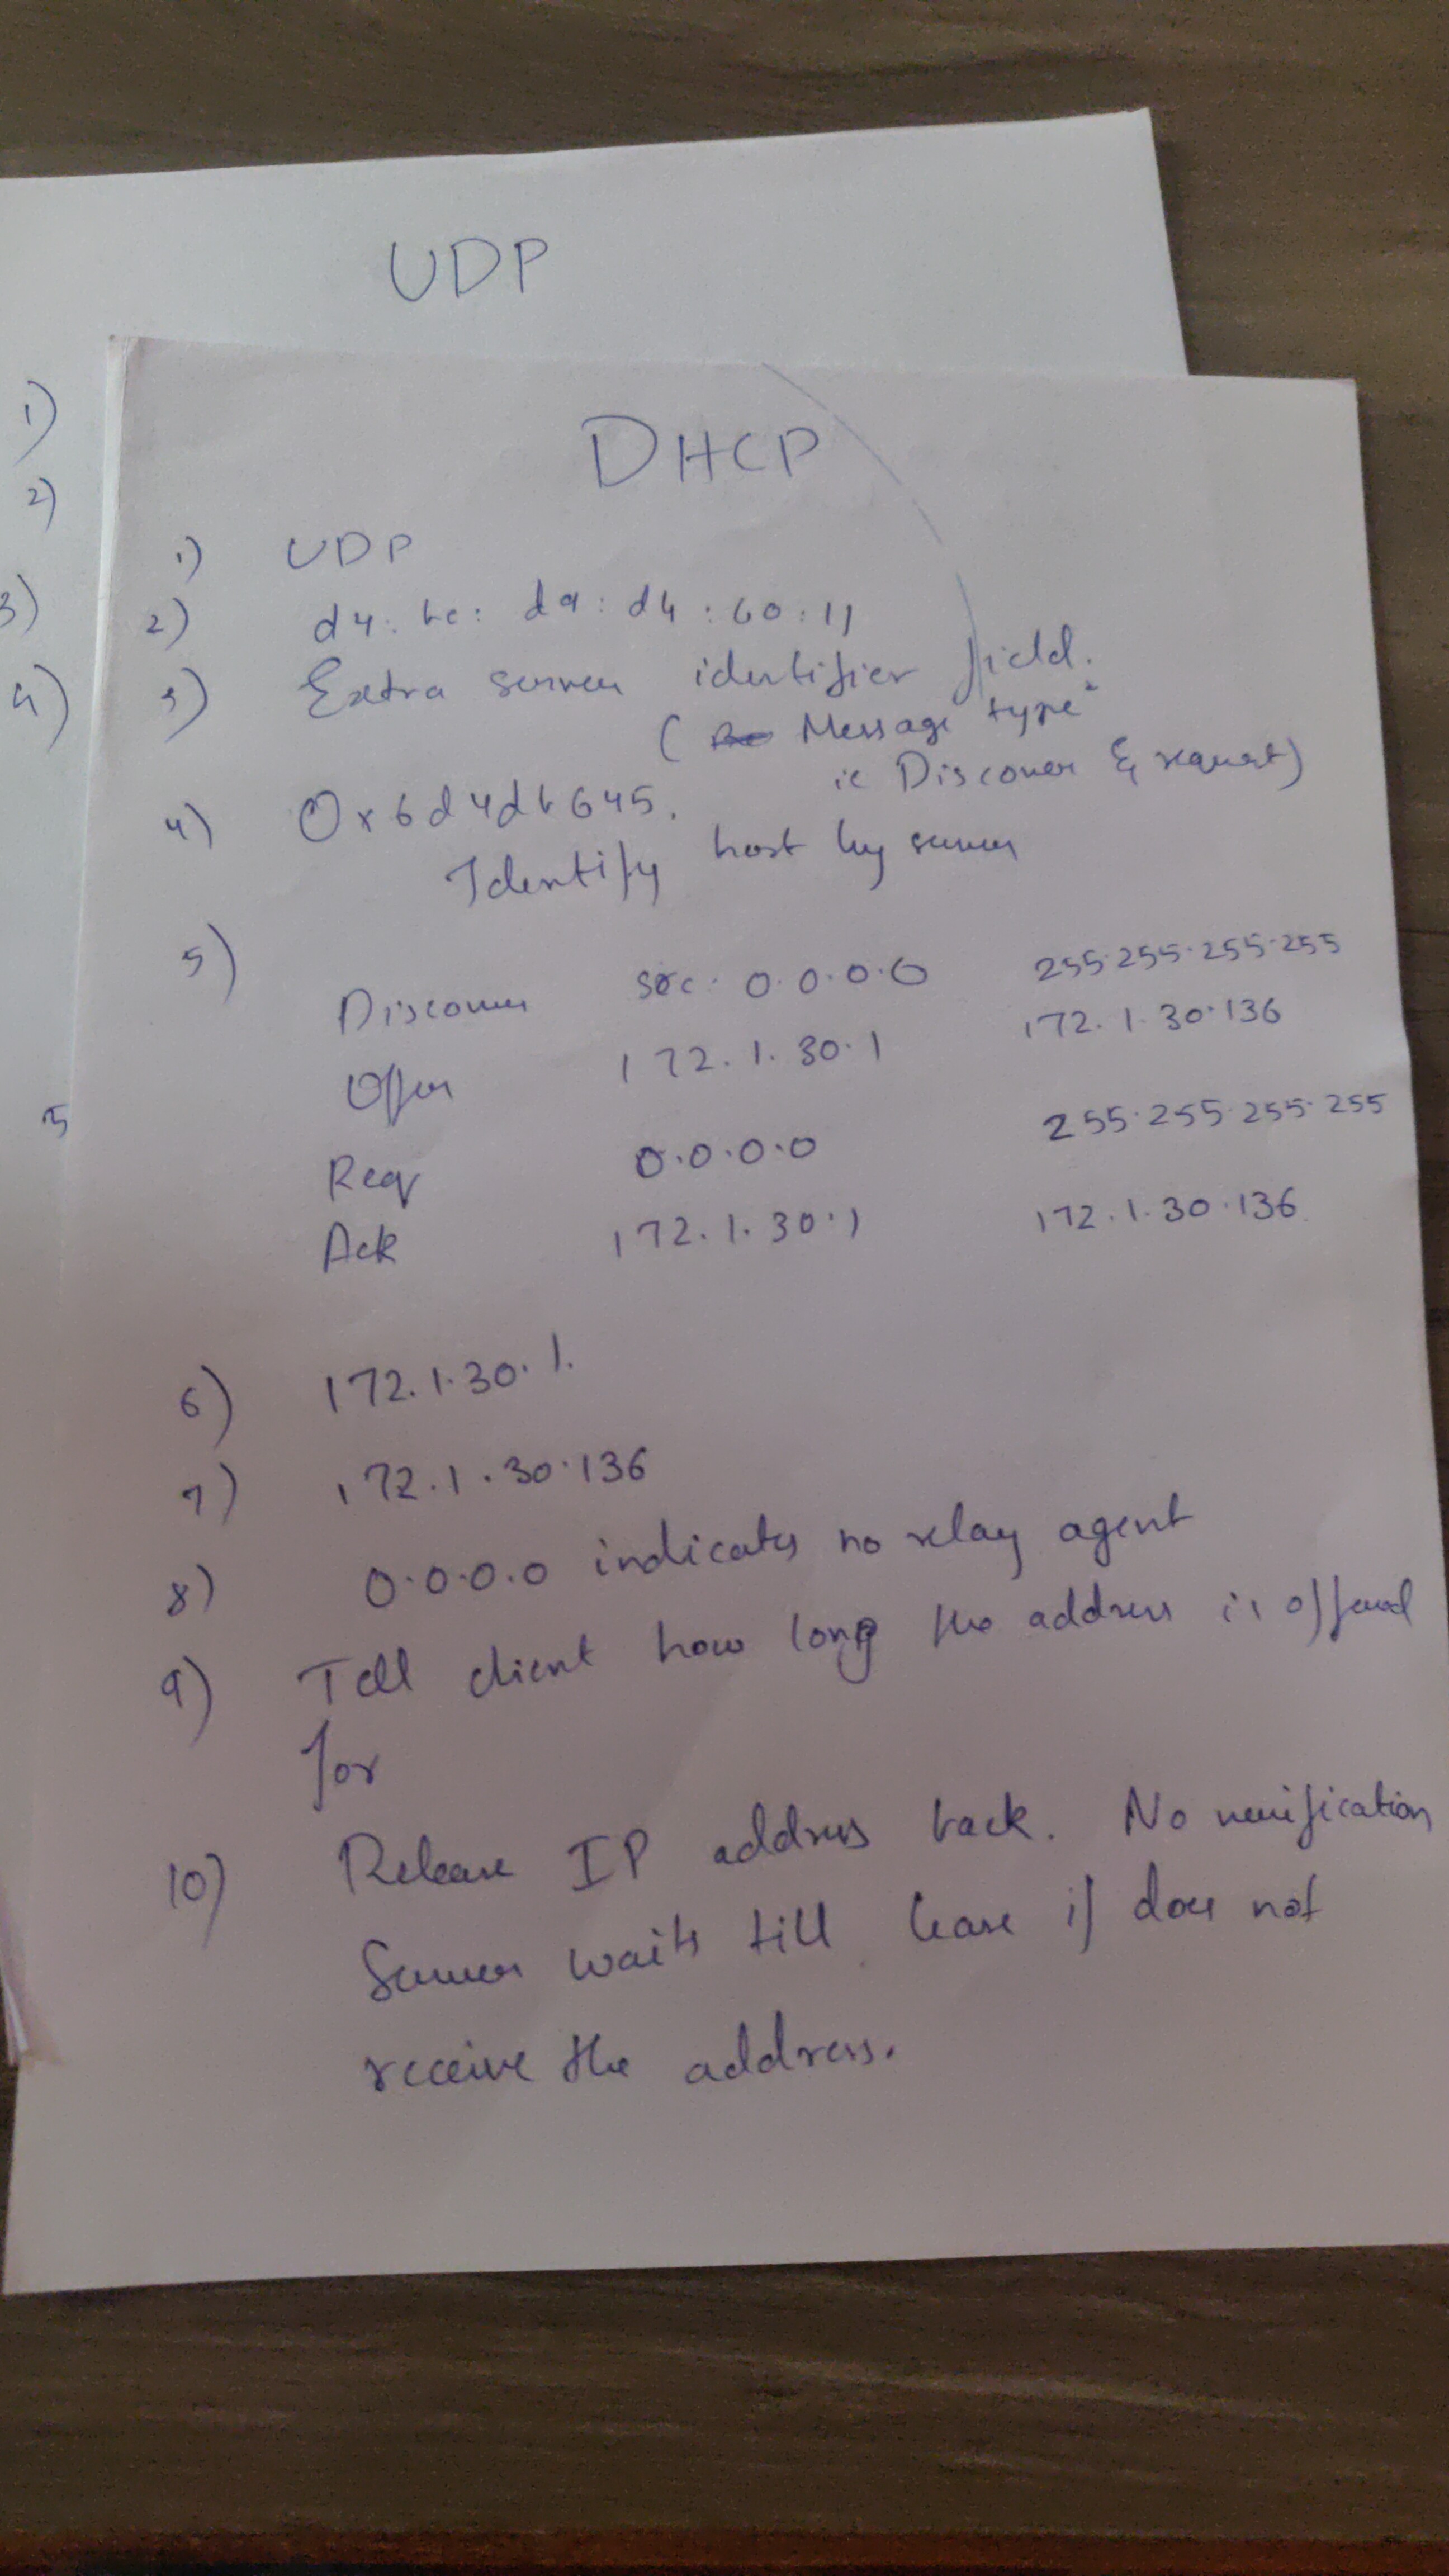 UDP
1)
2)
3)
4)
5
DHCP
1) UDP
2) d4:be:d9:d4:60:11
3) Extra server identifier field.
( Message type"
ie Discover & request)
4) 0x6d4db645.
Identify host by server
5)
Discover src. 0.0.0.0 255.255.255.255
Offer 172.1.30.1 172.1.30.136
Req 0.0.0.0 255.255.255.255
Ack 172.1.30.1 172.1.30.136
6) 172.1.30.1.
7) 172.1.30.136
8) 0.0.0.0 indicates no relay agent
9) Tell client how long the address is offered
for
10) Release IP address back. No verification
Server waits till lease if does not
receive the address.